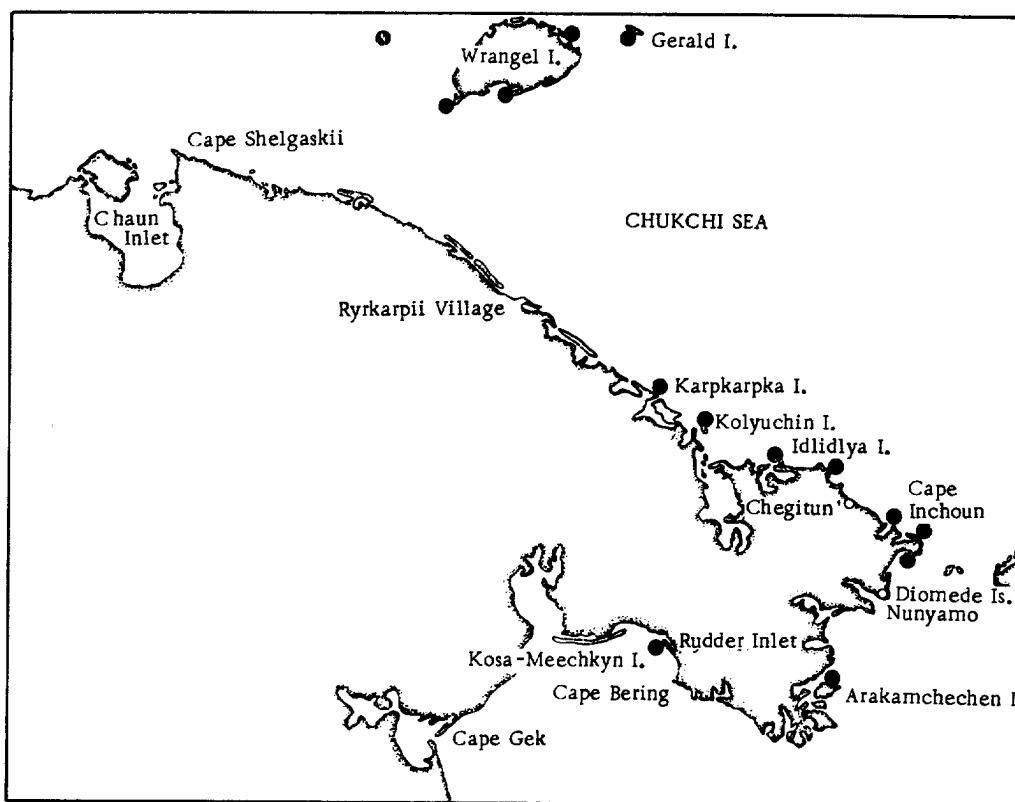 Wrangel I.
Gerald I.
Cape Shelgaskii
Chaun
Inlet
CHUKCHI SEA
Ryrkarpii Village
Karpkarpka I.
Kolyuchin I.
Idlidlya I.
Chegitun'
Cape
Inchoun
Diomede Is.
Nunyamo
Rudder Inlet
Kosa-Meechkyn I.
Cape Bering
Arakamchechen I
Cape Gek